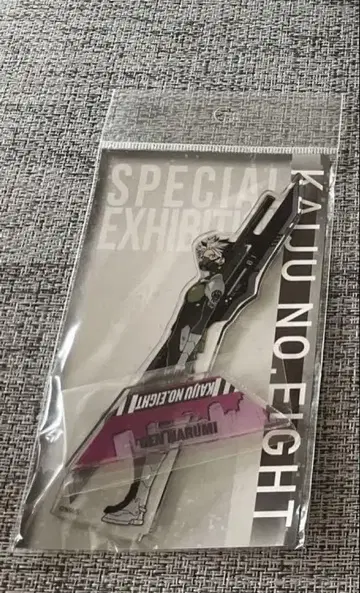 SPECIAL
EXHIBITI
KAIJU NO.EIGHT
KAIJU NO.EIGHT
GEN NARUMI